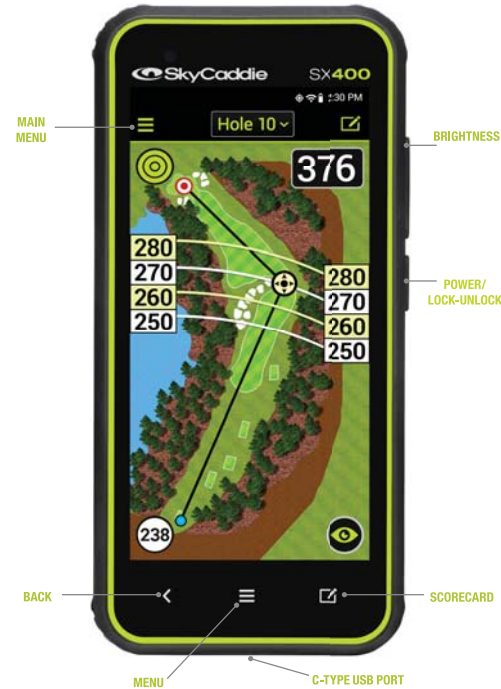 SkyCaddie SX400
1:30 PM
MAIN
MENU
Hole 10
BRIGHTNESS
376
280
270
260
250
280
270
260
250
POWER/
LOCK-UNLOCK
238
BACK
SCORECARD
MENU
C-TYPE USB PORT